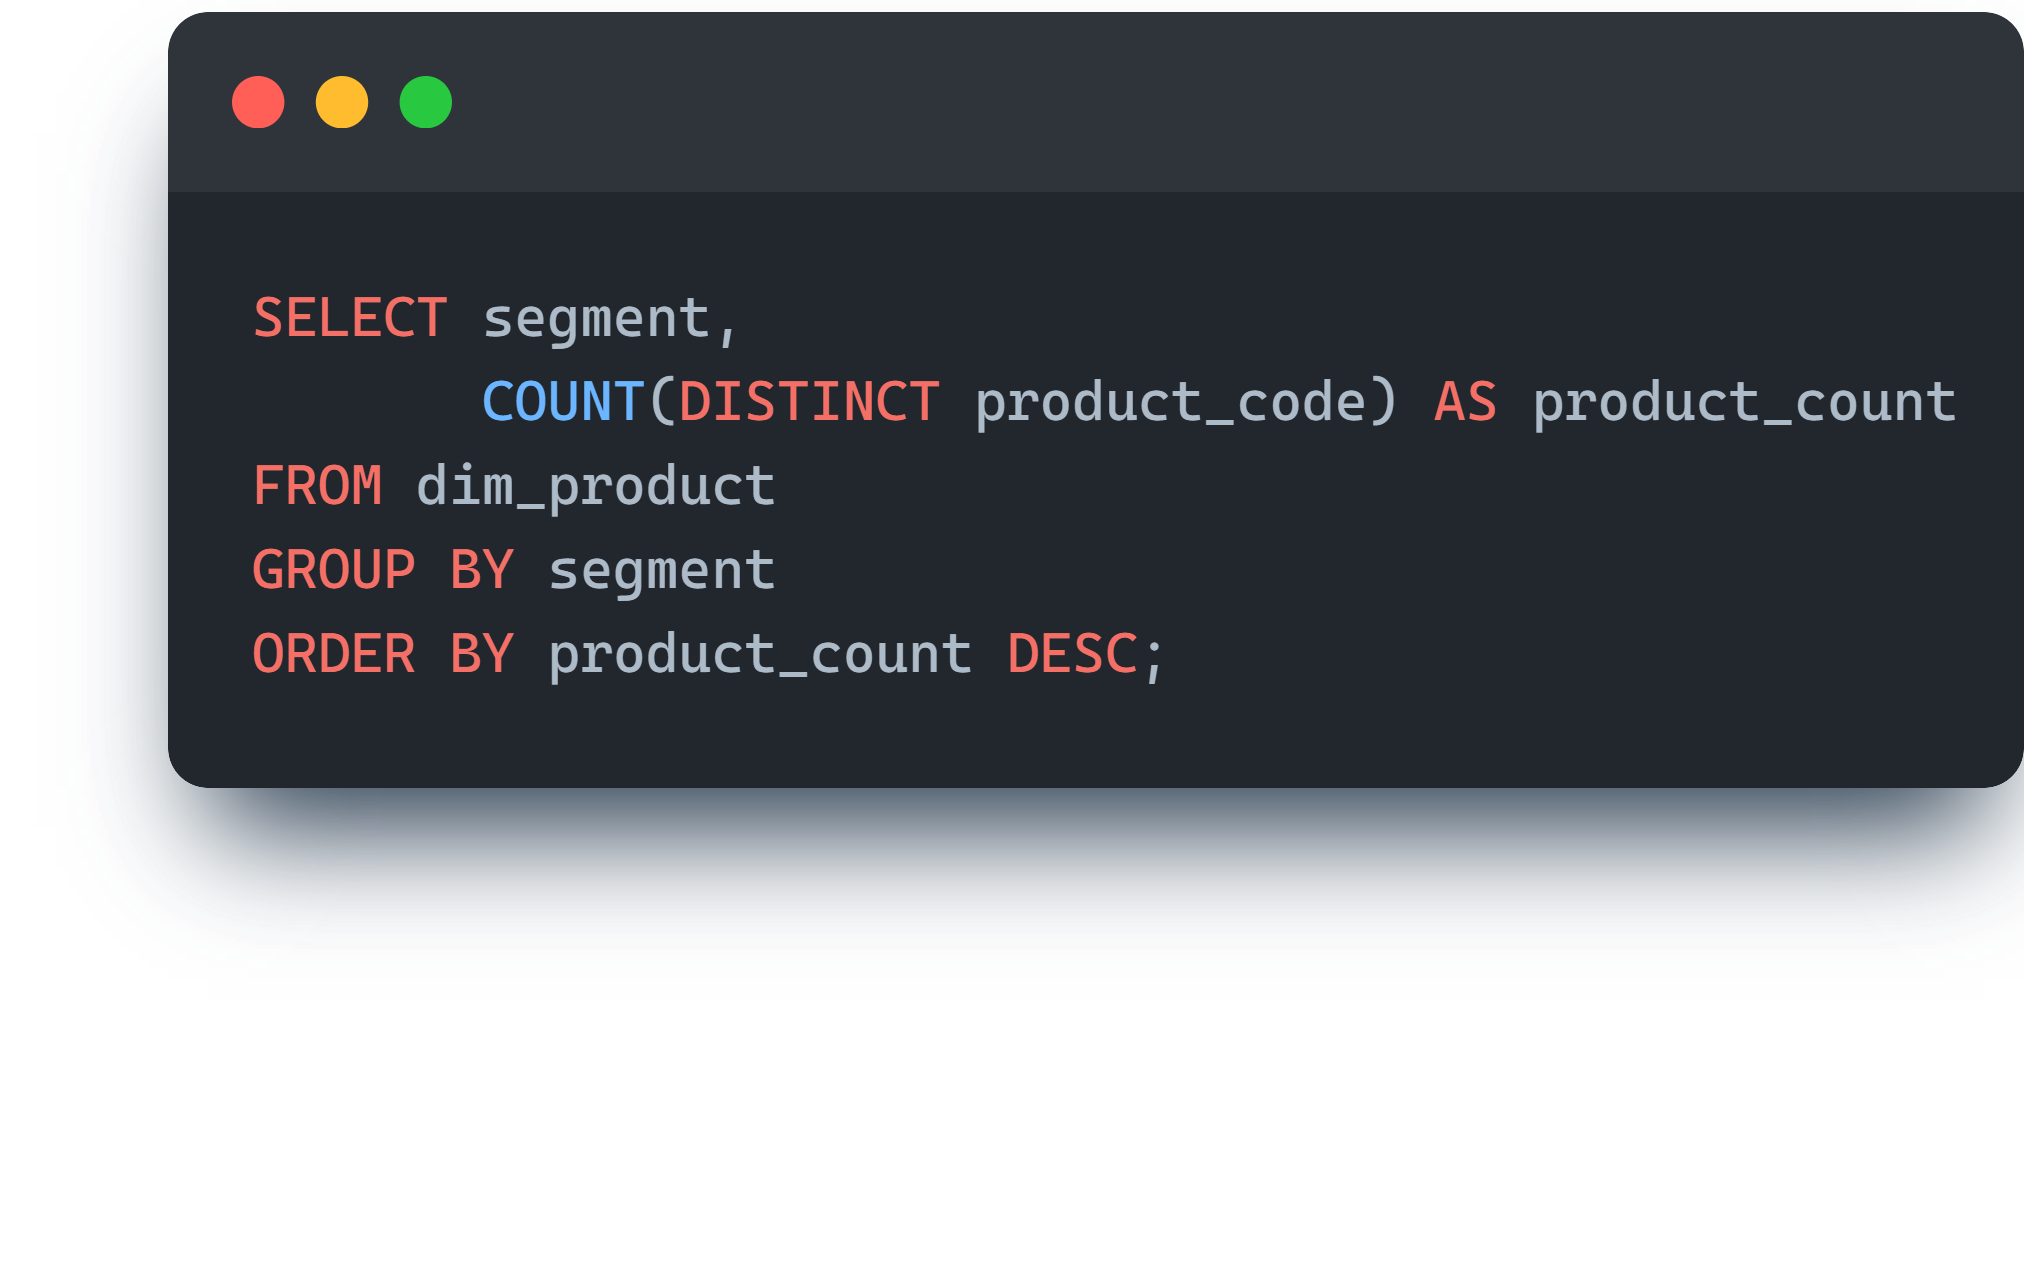 SELECT segment,
       COUNT(DISTINCT product_code) AS product_count
FROM dim_product
GROUP BY segment
ORDER BY product_count DESC;